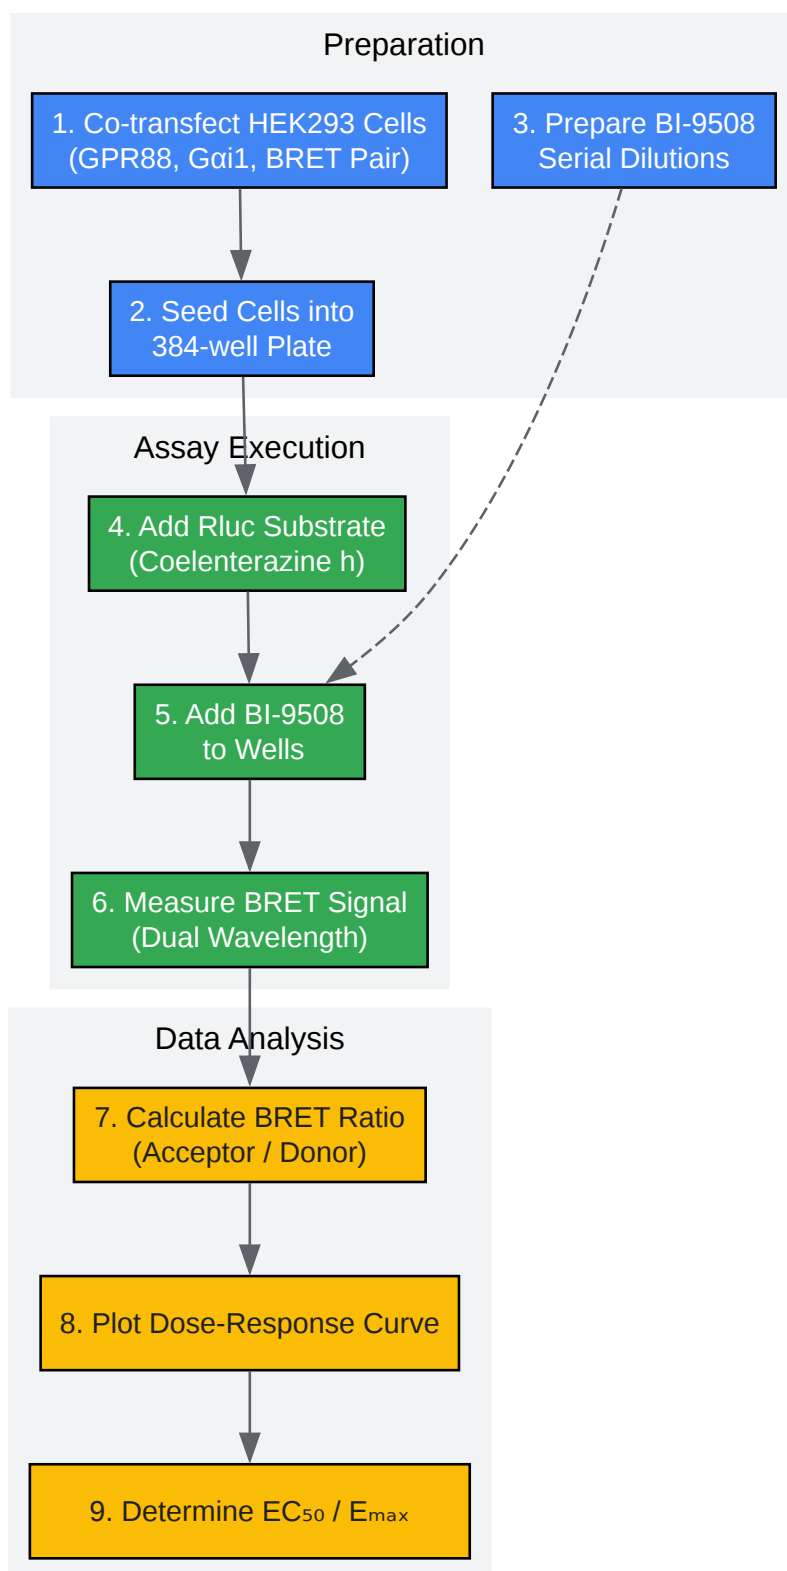 Preparation
1. Co-transfect HEK293 Cells
(GPR88, Gαi1, BRET Pair)
3. Prepare BI-9508
Serial Dilutions
2. Seed Cells into
384-well Plate
Assay Execution
4. Add Rluc Substrate
(Coelenterazine h)
5. Add BI-9508
to Wells
6. Measure BRET Signal
(Dual Wavelength)
Data Analysis
7. Calculate BRET Ratio
(Acceptor / Donor)
8. Plot Dose-Response Curve
9. Determine EC₅₀ / Eₘₐₓ